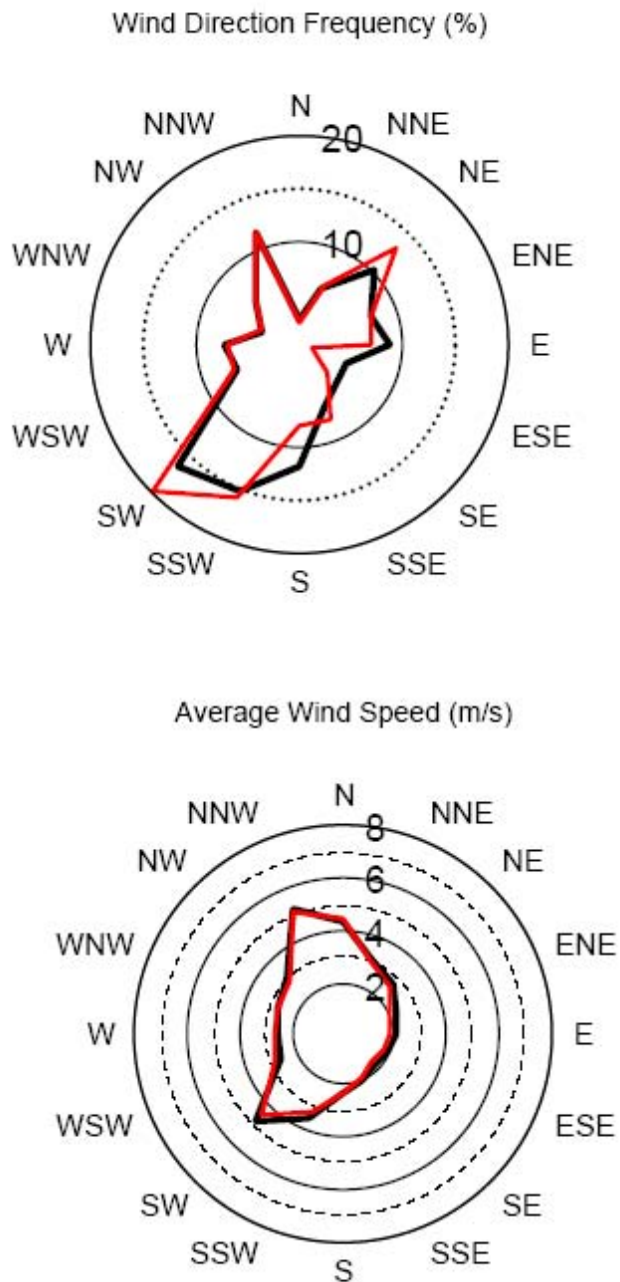 Wind Direction Frequency (%)
N
NNW NNE
20
NW NE
WNW 10 ENE
W E
WSW ESE
SW SE
SSW SSE
S
Average Wind Speed (m/s)
N
NNW NNE
8
NW NE
6
WNW 4 ENE
2
W E
WSW ESE
SW SE
SSW SSE
S